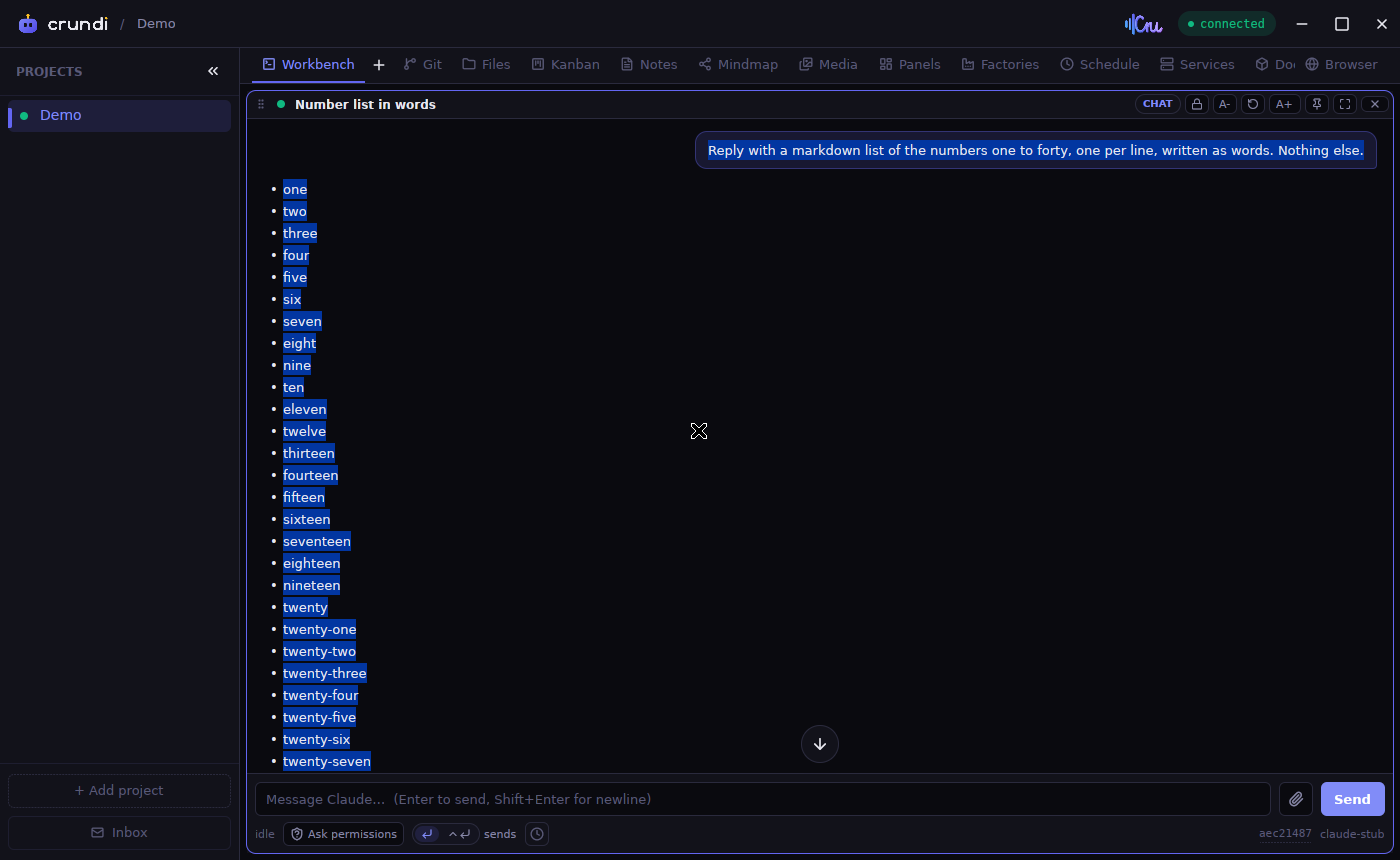 crundi / Demo
Cru
connected
PROJECTS
Demo
+ Add project
Inbox
Workbench + Git Files Kanban Notes Mindmap Media Panels Factories Schedule Services Do Browser
Number list in words
CHAT A- A+
Reply with a markdown list of the numbers one to forty, one per line, written as words. Nothing else.
• one
• two
• three
• four
• five
• six
• seven
• eight
• nine
• ten
• eleven
• twelve
• thirteen
• fourteen
• fifteen
• sixteen
• seventeen
• eighteen
• nineteen
• twenty
• twenty-one
• twenty-two
• twenty-three
• twenty-four
• twenty-five
• twenty-six
• twenty-seven
Message Claude… (Enter to send, Shift+Enter for newline)
Send
idle Ask permissions sends
aec21487 claude-stub